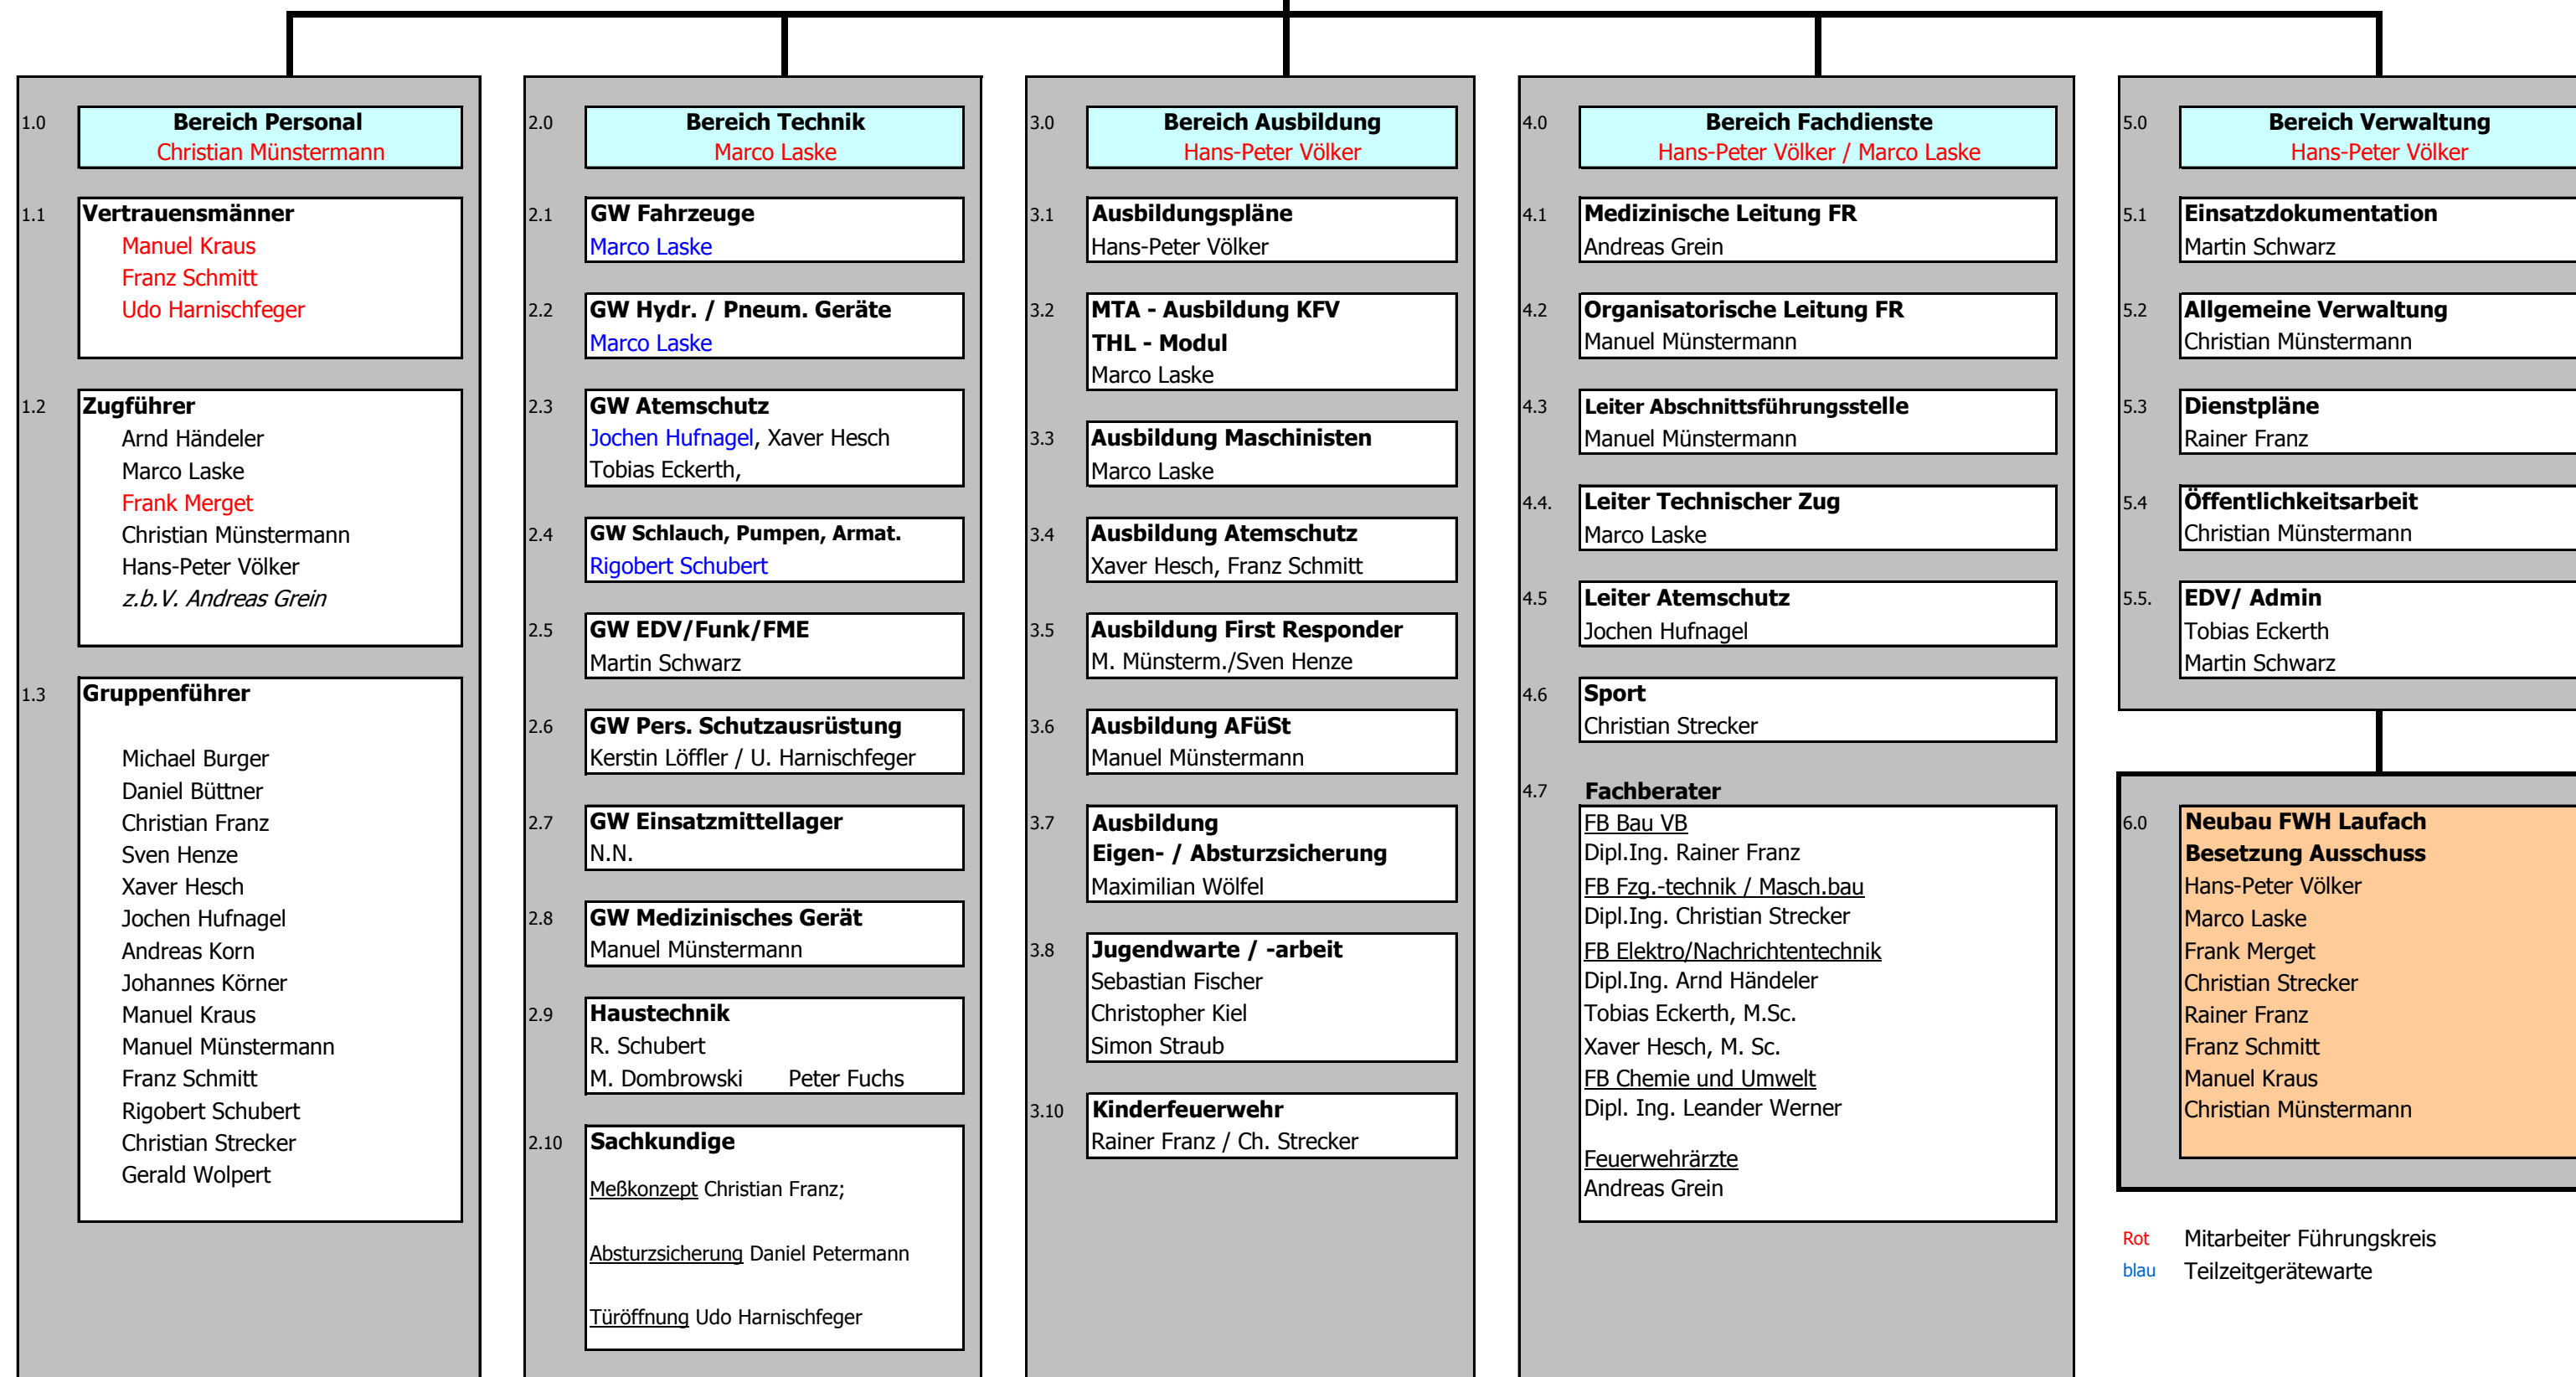 1.0
Bereich Personal
Christian Münstermann
1.1
Vertrauensmänner
Manuel Kraus
Franz Schmitt
Udo Harnischfeger
1.2
Zugführer
Arnd Händeler
Marco Laske
Frank Merget
Christian Münstermann
Hans-Peter Völker
z.b.V. Andreas Grein
1.3
Gruppenführer
Michael Burger
Daniel Büttner
Christian Franz
Sven Henze
Xaver Hesch
Jochen Hufnagel
Andreas Korn
Johannes Körner
Manuel Kraus
Manuel Münstermann
Franz Schmitt
Rigobert Schubert
Christian Strecker
Gerald Wolpert
2.0
Bereich Technik
Marco Laske
2.1
GW Fahrzeuge
Marco Laske
2.2
GW Hydr. / Pneum. Geräte
Marco Laske
2.3
GW Atemschutz
Jochen Hufnagel, Xaver Hesch
Tobias Eckerth,
2.4
GW Schlauch, Pumpen, Armat.
Rigobert Schubert
2.5
GW EDV/Funk/FME
Martin Schwarz
2.6
GW Pers. Schutzausrüstung
Kerstin Löffler / U. Harnischfeger
2.7
GW Einsatzmittellager
N.N.
2.8
GW Medizinisches Gerät
Manuel Münstermann
2.9
Haustechnik
R. Schubert
M. Dombrowski Peter Fuchs
2.10
Sachkundige
Meßkonzept Christian Franz;
Absturzsicherung Daniel Petermann
Türöffnung Udo Harnischfeger
3.0
Bereich Ausbildung
Hans-Peter Völker
3.1
Ausbildungspläne
Hans-Peter Völker
3.2
MTA - Ausbildung KFV
THL - Modul
Marco Laske
3.3
Ausbildung Maschinisten
Marco Laske
3.4
Ausbildung Atemschutz
Xaver Hesch, Franz Schmitt
3.5
Ausbildung First Responder
M. Münsterm./Sven Henze
3.6
Ausbildung AFüSt
Manuel Münstermann
3.7
Ausbildung
Eigen- / Absturzsicherung
Maximilian Wölfel
3.8
Jugendwarte / -arbeit
Sebastian Fischer
Christopher Kiel
Simon Straub
3.10
Kinderfeuerwehr
Rainer Franz / Ch. Strecker
4.0
Bereich Fachdienste
Hans-Peter Völker / Marco Laske
4.1
Medizinische Leitung FR
Andreas Grein
4.2
Organisatorische Leitung FR
Manuel Münstermann
4.3
Leiter Abschnittsführungsstelle
Manuel Münstermann
4.4.
Leiter Technischer Zug
Marco Laske
4.5
Leiter Atemschutz
Jochen Hufnagel
4.6
Sport
Christian Strecker
4.7
Fachberater
FB Bau VB
Dipl.Ing. Rainer Franz
FB Fzg.-technik / Masch.bau
Dipl.Ing. Christian Strecker
FB Elektro/Nachrichtentechnik
Dipl.Ing. Arnd Händeler
Tobias Eckerth, M.Sc.
Xaver Hesch, M. Sc.
FB Chemie und Umwelt
Dipl. Ing. Leander Werner
Feuerwehrärzte
Andreas Grein
5.0
Bereich Verwaltung
Hans-Peter Völker
5.1
Einsatzdokumentation
Martin Schwarz
5.2
Allgemeine Verwaltung
Christian Münstermann
5.3
Dienstpläne
Rainer Franz
5.4
Öffentlichkeitsarbeit
Christian Münstermann
5.5.
EDV/ Admin
Tobias Eckerth
Martin Schwarz
6.0
Neubau FWH Laufach
Besetzung Ausschuss
Hans-Peter Völker
Marco Laske
Frank Merget
Christian Strecker
Rainer Franz
Franz Schmitt
Manuel Kraus
Christian Münstermann
Rot Mitarbeiter Führungskreis
blau Teilzeitgerätewarte